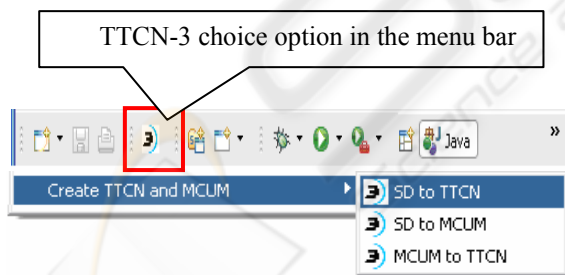 TTCN-3 choice option in the menu bar
Java »
Create TTCN and MCUM
SD to TTCN
SD to MCUM
MCUM to TTCN